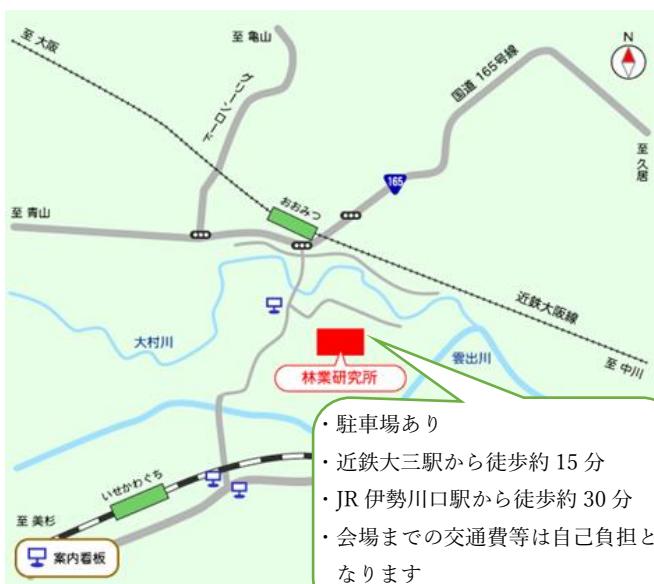 至 大阪
至 亀山
N
グリーンロード
国道 165号線
165
至 久居
おおみつ
至 青山
近鉄大阪線
大村川
雲出川
至 中川
林業研究所
・駐車場あり
・近鉄大三駅から徒歩約 15 分
・JR 伊勢川口駅から徒歩約 30 分
・会場までの交通費等は自己負担と
なります
いせかわぐち
至 美杉
案内看板